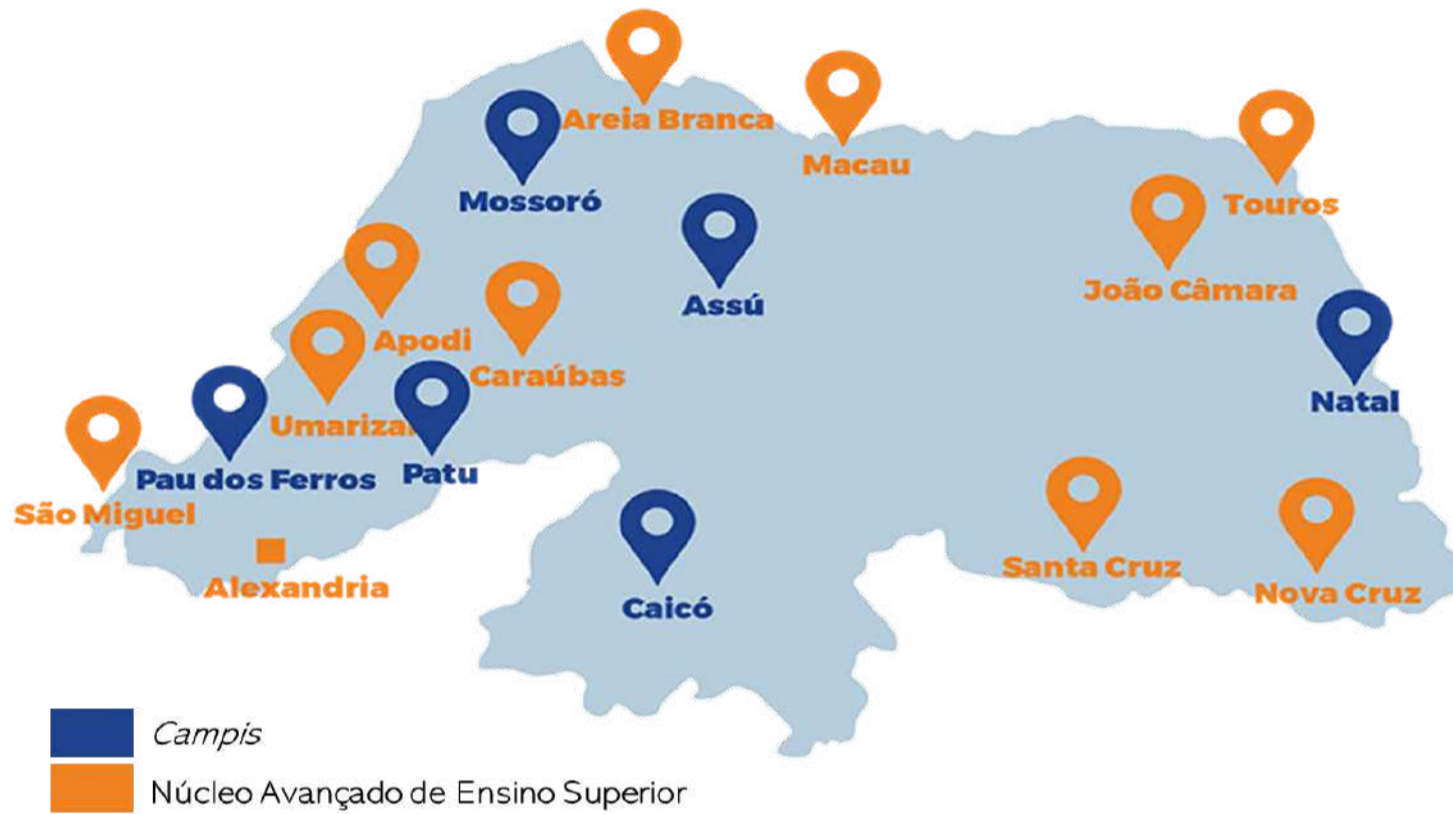 Areia Branca
Macau
Mossoró
Touros
João Câmara
Assú
Apodi
Caraúbas
Natal
Umarizal
Patu
Pau dos Ferros
São Miguel
Santa Cruz
Alexandria
Nova Cruz
Caicó
Campis
Núcleo Avançado de Ensino Superior